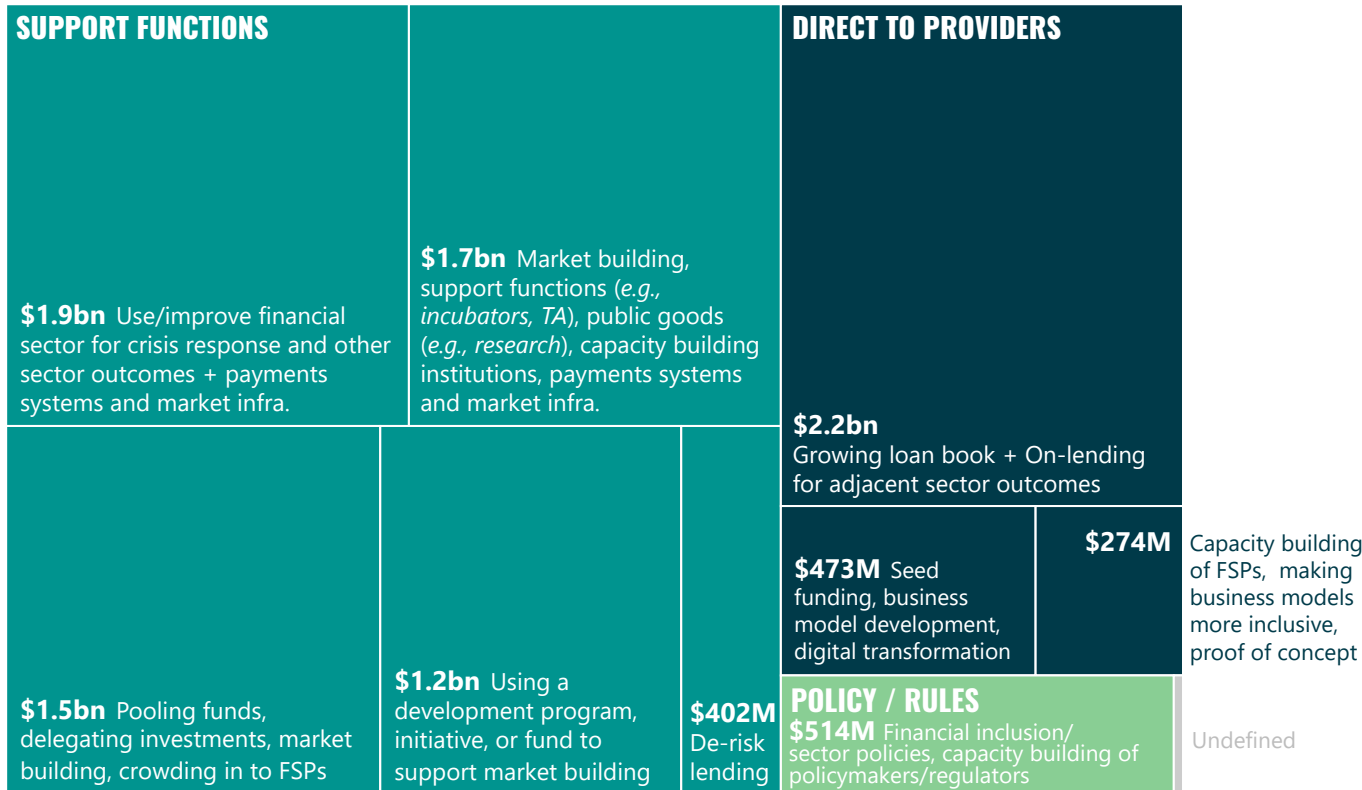 SUPPORT FUNCTIONS
$1.9bn Use/improve financial
sector for crisis response and other
sector outcomes + payments
systems and market infra.
$1.7bn Market building,
support functions (e.g.,
incubators, TA), public goods
(e.g., research), capacity building
institutions, payments systems
and market infra.
$1.5bn Pooling funds,
delegating investments, market
building, crowding in to FSPs
$1.2bn Using a
development program,
initiative, or fund to
support market building
$402M
De-risk
lending
DIRECT TO PROVIDERS
$2.2bn
Growing loan book + On-lending
for adjacent sector outcomes
$473M Seed
funding, business
model development,
digital transformation
$274M
Capacity building
of FSPs, making
business models
more inclusive,
proof of concept
POLICY / RULES
$514M Financial inclusion/
sector policies, capacity building of
policymakers/regulators
Undefined